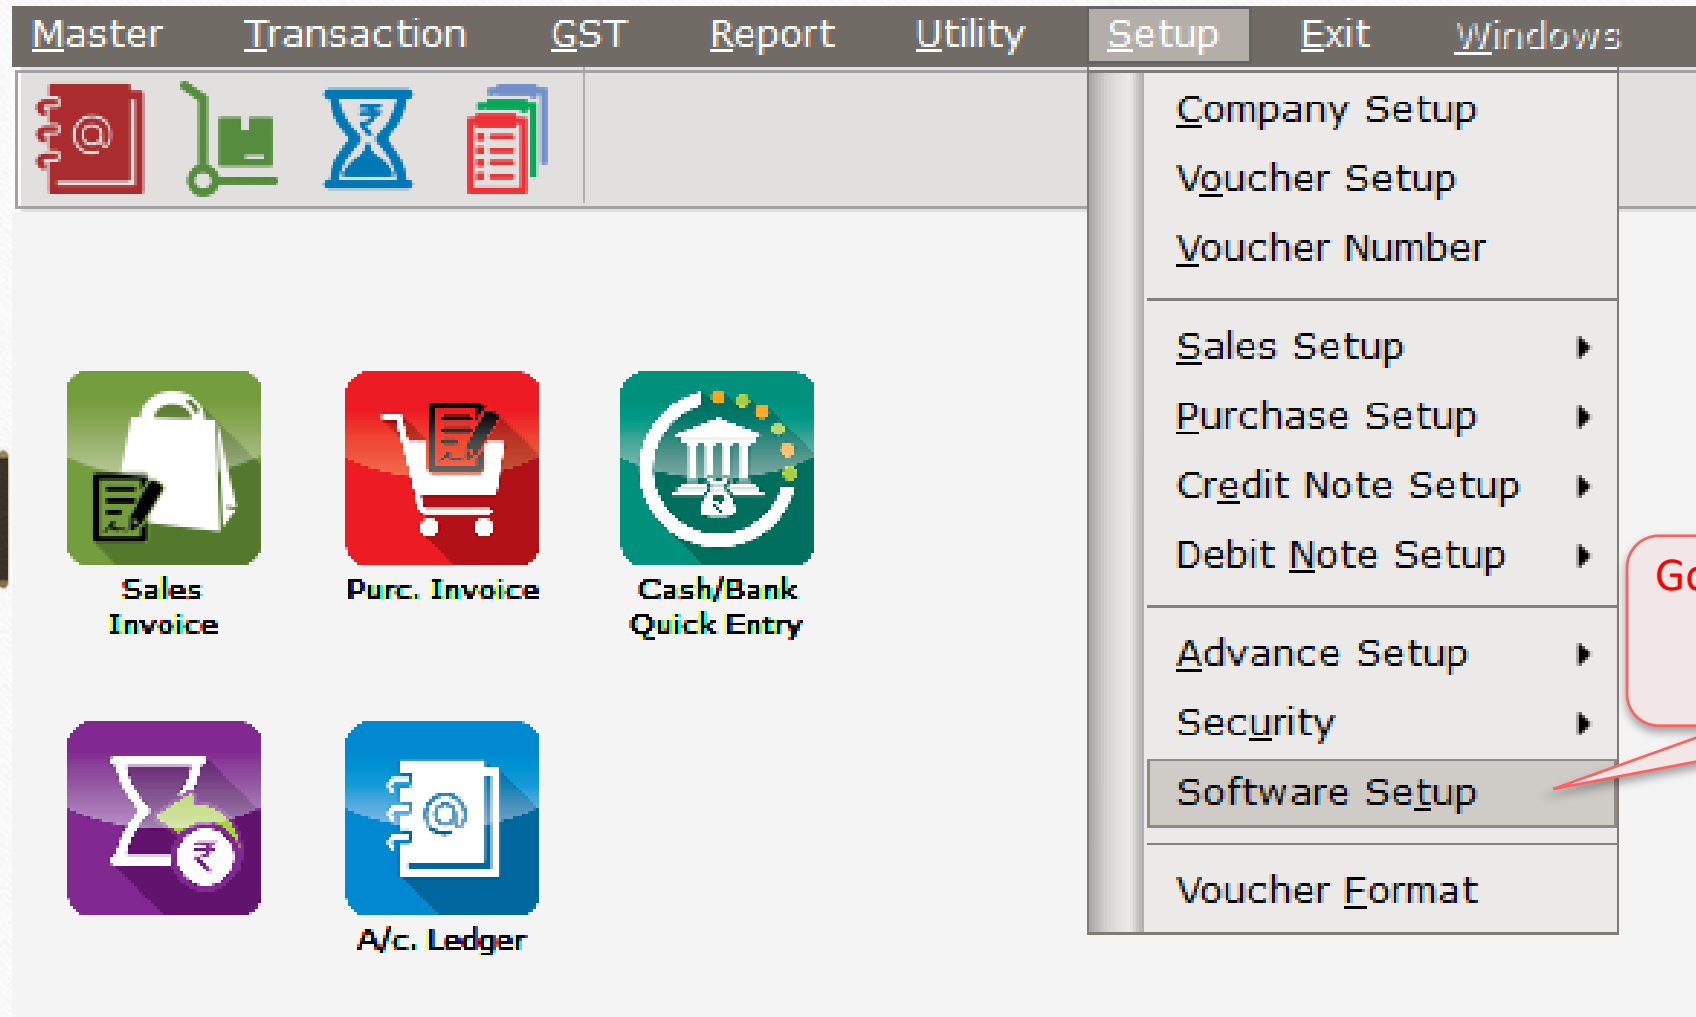 Master Transaction GST Report Utility Setup Exit Windows
Company Setup
Voucher Setup
Voucher Number
Sales Setup
Purchase Setup
Credit Note Setup
Debit Note Setup
Advance Setup
Security
Software Setup
Voucher Format
Sales
Invoice
Purc. Invoice
Cash/Bank
Quick Entry
A/c. Ledger